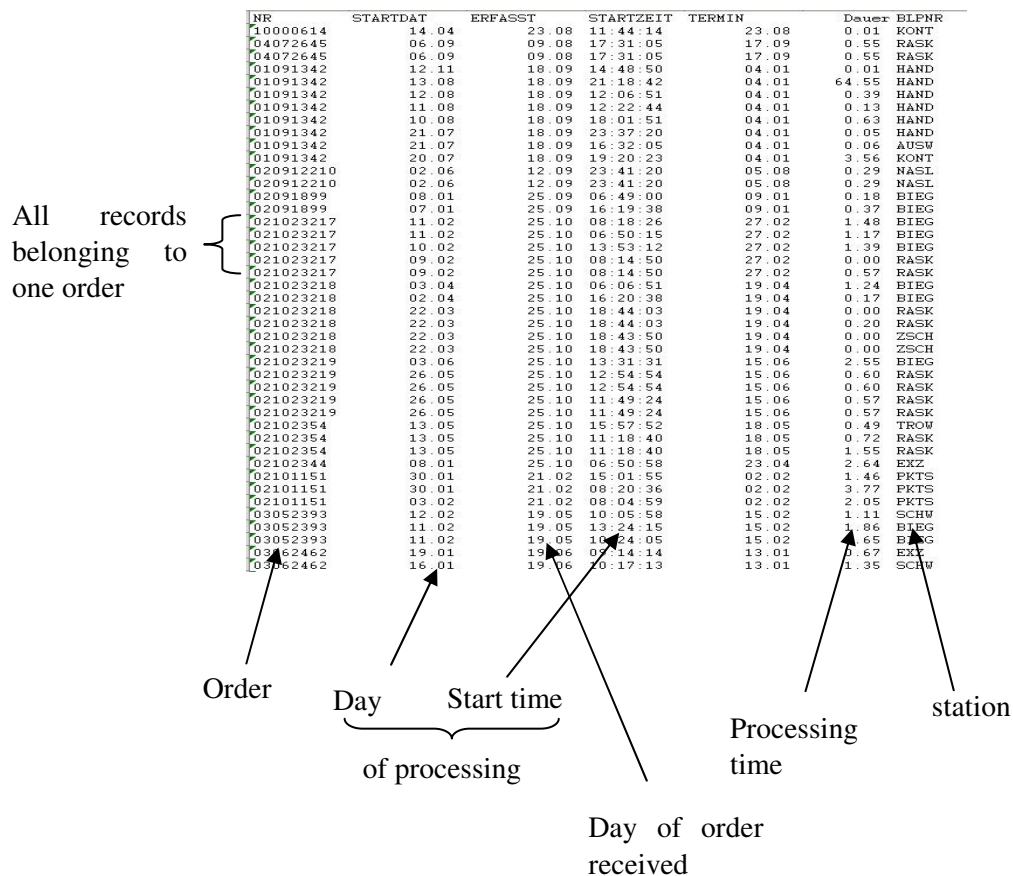 NR STARTDAT ERFASST STARTZEIT TERMIN Dauer BLPNR
10000614 14.04 23.08 11:44:14 23.08 0.01 KONT
04072645 06.09 09.08 17:31:05 17.09 0.55 RASK
04072645 06.09 09.08 17:31:05 17.09 0.55 RASK
01091342 12.11 18.09 14:48:50 04.01 0.01 HAND
01091342 13.08 18.09 21:18:42 04.01 64.55 HAND
01091342 12.08 18.09 12:06:51 04.01 0.39 HAND
01091342 11.08 18.09 12:22:44 04.01 0.13 HAND
01091342 10.08 18.09 18:01:51 04.01 0.63 HAND
01091342 21.07 18.09 23:37:20 04.01 0.05 HAND
01091342 21.07 18.09 16:32:05 04.01 0.06 AUSW
01091342 20.07 18.09 19:20:23 04.01 3.56 KONT
020912210 02.06 12.09 23:41:20 05.08 0.29 NASL
020912210 02.06 12.09 23:41:20 05.08 0.29 NASL
02091899 08.01 25.09 06:49:00 09.01 0.18 BIEG
02091899 07.01 25.09 16:19:38 09.01 0.37 BIEG
021023217 11.02 25.10 08:18:26 27.02 1.48 BIEG
021023217 11.02 25.10 06:50:15 27.02 1.17 BIEG
021023217 10.02 25.10 13:53:12 27.02 1.39 BIEG
021023217 09.02 25.10 08:14:50 27.02 0.00 RASK
021023217 09.02 25.10 08:14:50 27.02 0.57 RASK
021023218 03.04 25.10 06:06:51 19.04 1.24 BIEG
021023218 02.04 25.10 16:20:38 19.04 0.17 BIEG
021023218 22.03 25.10 18:44:03 19.04 0.00 RASK
021023218 22.03 25.10 18:44:03 19.04 0.20 RASK
021023218 22.03 25.10 18:43:50 19.04 0.00 ZSCH
021023218 22.03 25.10 18:43:50 19.04 0.00 ZSCH
021023219 03.06 25.10 13:31:31 15.06 2.55 BIEG
021023219 26.05 25.10 12:54:54 15.06 0.60 RASK
021023219 26.05 25.10 12:54:54 15.06 0.60 RASK
021023219 26.05 25.10 11:49:24 15.06 0.57 RASK
021023219 26.05 25.10 11:49:24 15.06 0.57 RASK
02102354 13.05 25.10 15:57:52 18.05 0.49 TROW
02102354 13.05 25.10 11:18:40 18.05 0.72 RASK
02102354 13.05 25.10 11:18:40 18.05 1.55 RASK
02102344 08.01 25.10 06:50:58 23.04 2.64 EXZ
02101151 30.01 21.02 15:01:55 02.02 1.46 PKTS
02101151 30.01 21.02 08:20:36 02.02 3.77 PKTS
02101151 03.02 21.02 08:04:59 02.02 2.05 PKTS
03052393 12.02 19.05 10:05:58 15.02 1.11 SCHW
03052393 11.02 19.05 13:24:15 15.02 1.86 BIEG
03052393 11.02 19.05 15.02 BIEG
03062462 19.01 19.06 09:14:14 13.01 0.67 EXZ
03062462 16.01 19.06 10:17:13 13.01 1.35 SCHW
All records
belonging to
one order
Order
Day
Start time
of processing
Day of order
received
Processing
time
station